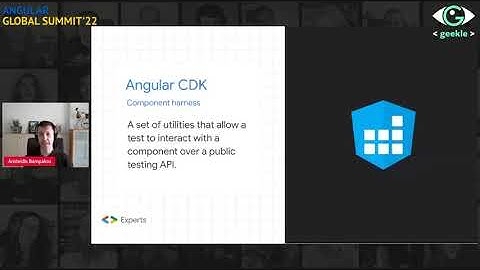 ANGULAR
GLOBAL SUMMIT'22
G
< geekle >
Angular CDK
Component harness
A set of utilities that allow a
test to interact with a
component over a public
testing API.
Aristeidis Bampakos
Experts